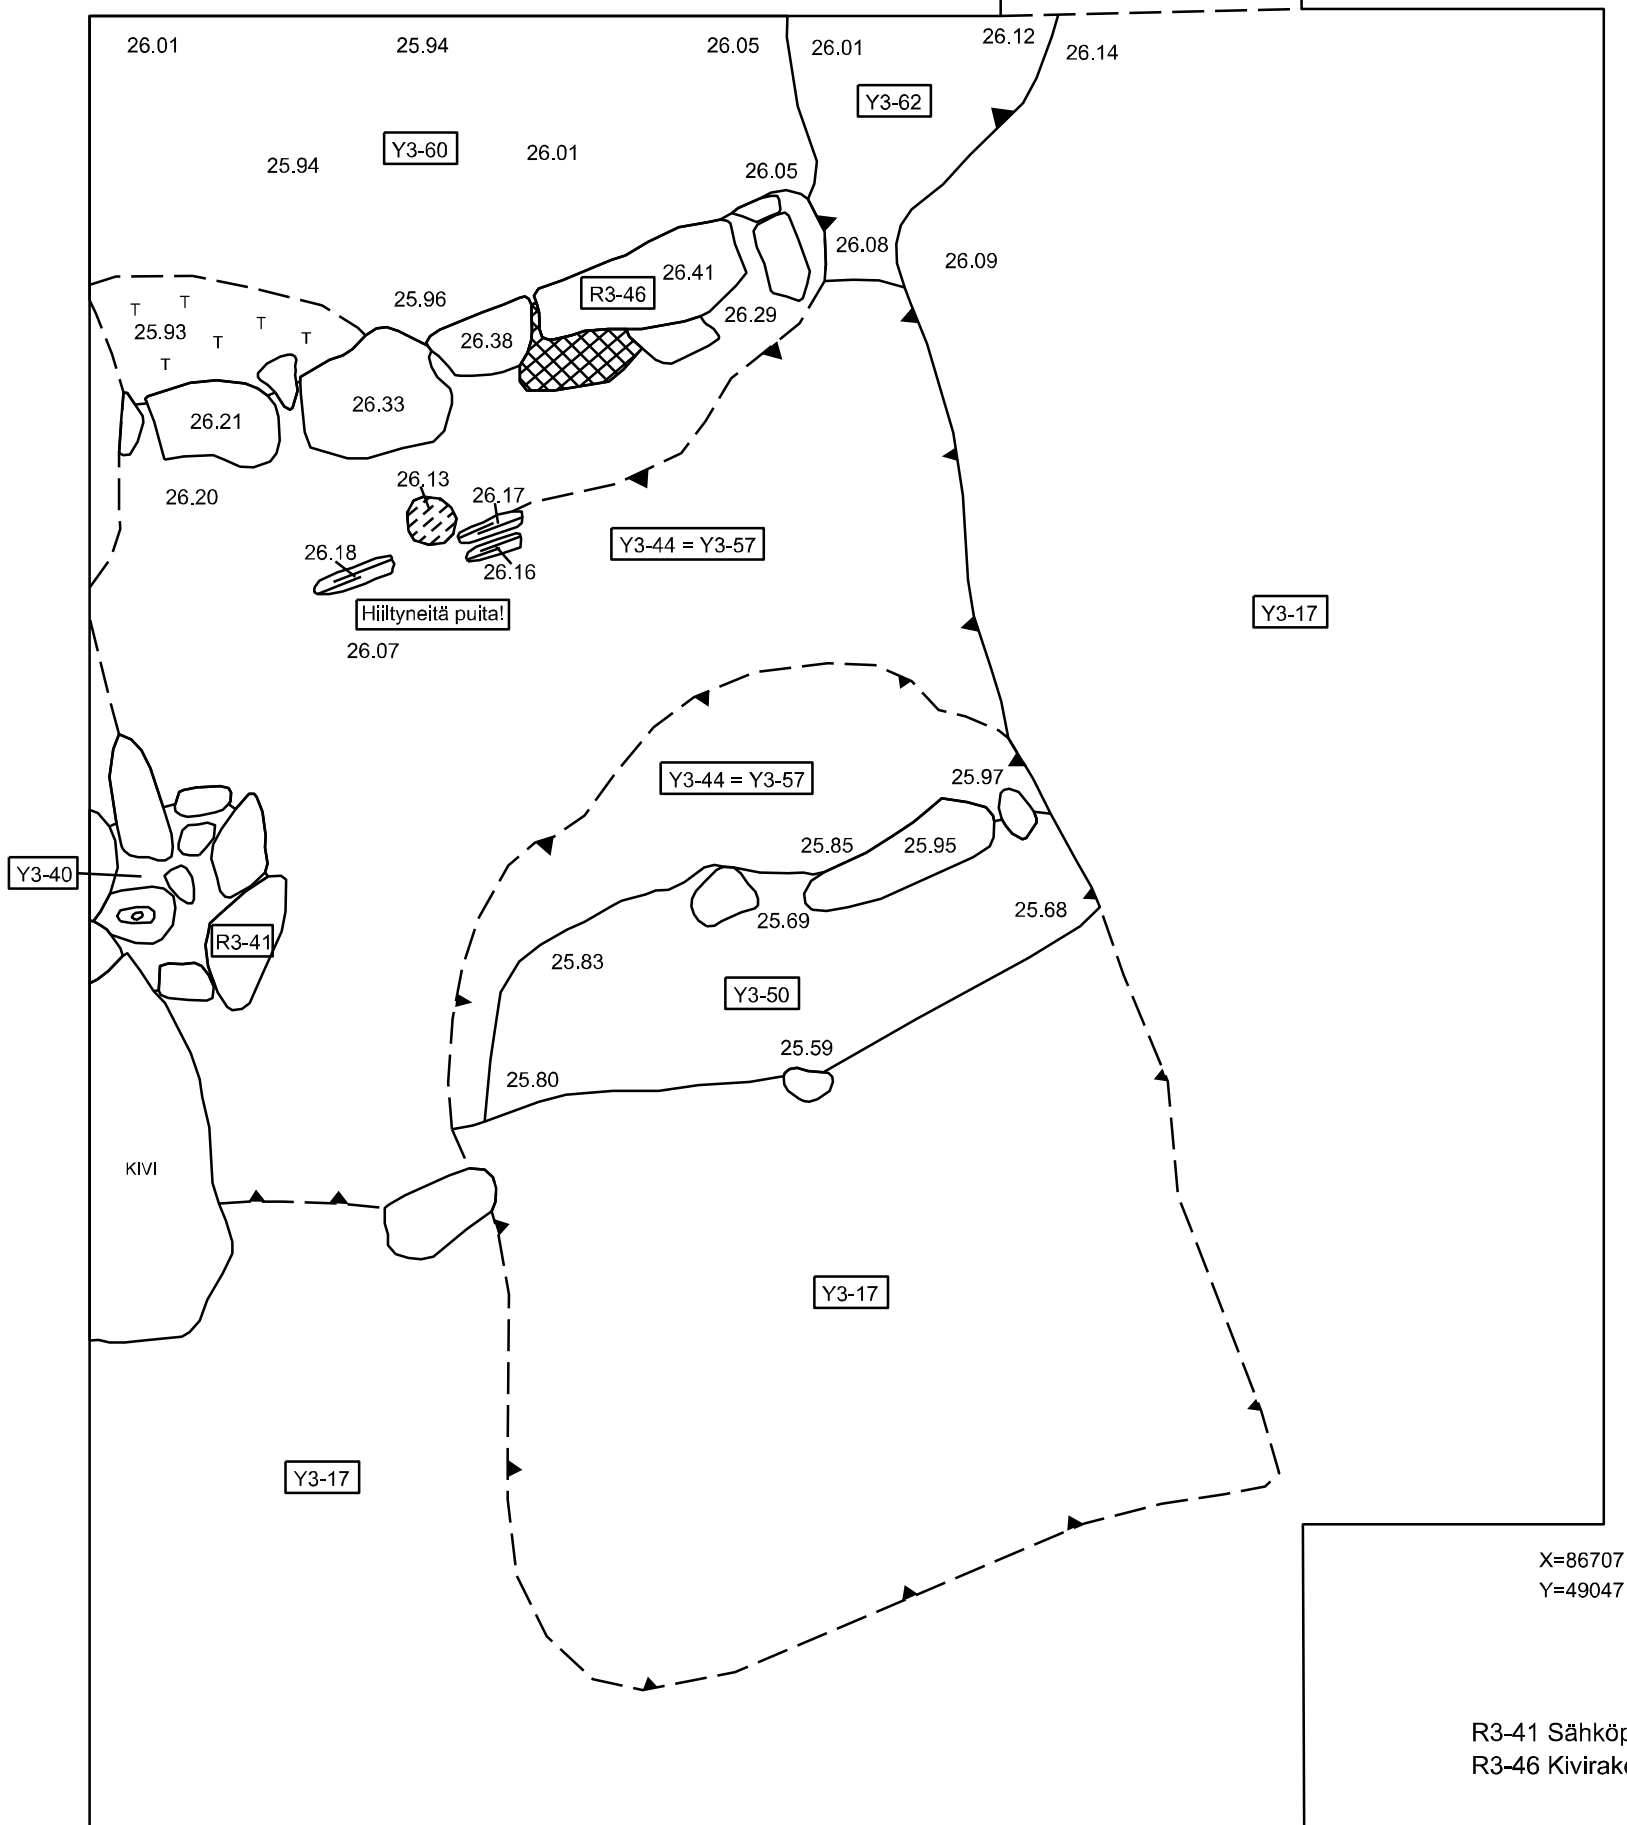 26.01
25.94
26.05
26.01
26.12
26.14
Y3-62
Y3-60
25.94
26.01
26.05
26.08
26.09
26.41
R3-46
25.96
26.29
T
T
T
T
T
T
25.93
26.38
26.33
26.21
26.20
26.13
26.17
26.18
26.16
Y3-44 = Y3-57
Hiiltyneitä puita!
26.07
Y3-17
Y3-44 = Y3-57
25.97
25.85
25.95
Y3-40
25.69
25.68
R3-41
25.83
Y3-50
25.59
25.80
KIVI
Y3-17
Y3-17
X=86707
Y=49047
R3-41
R3-46